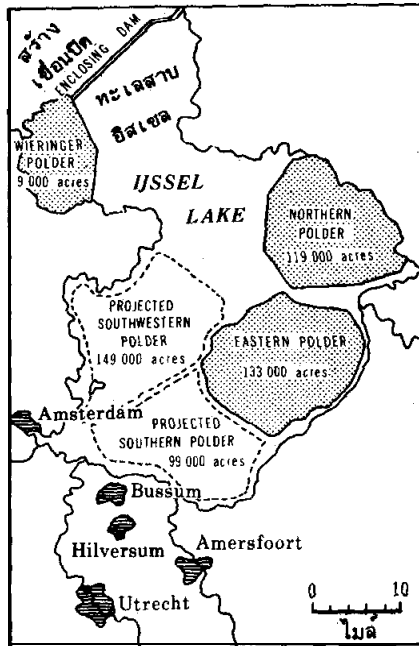 สร้าง
เขื่อนปิด
ENCLOSING DAM
ทะเลสาบ
อิสเซล
WIERINGER
POLDER
9 000 acres
IJSSEL
LAKE
NORTHERN
POLDER
119 000 acres
PROJECTED
SOUTHWESTERN
POLDER
149 000 acres
EASTERN POLDER
133 000 acres
Amsterdam
PROJECTED
SOUTHERN POLDER
99 000 acres
Bussum
Hilversum
Amersfoort
Utrecht
0 10
ไมล์